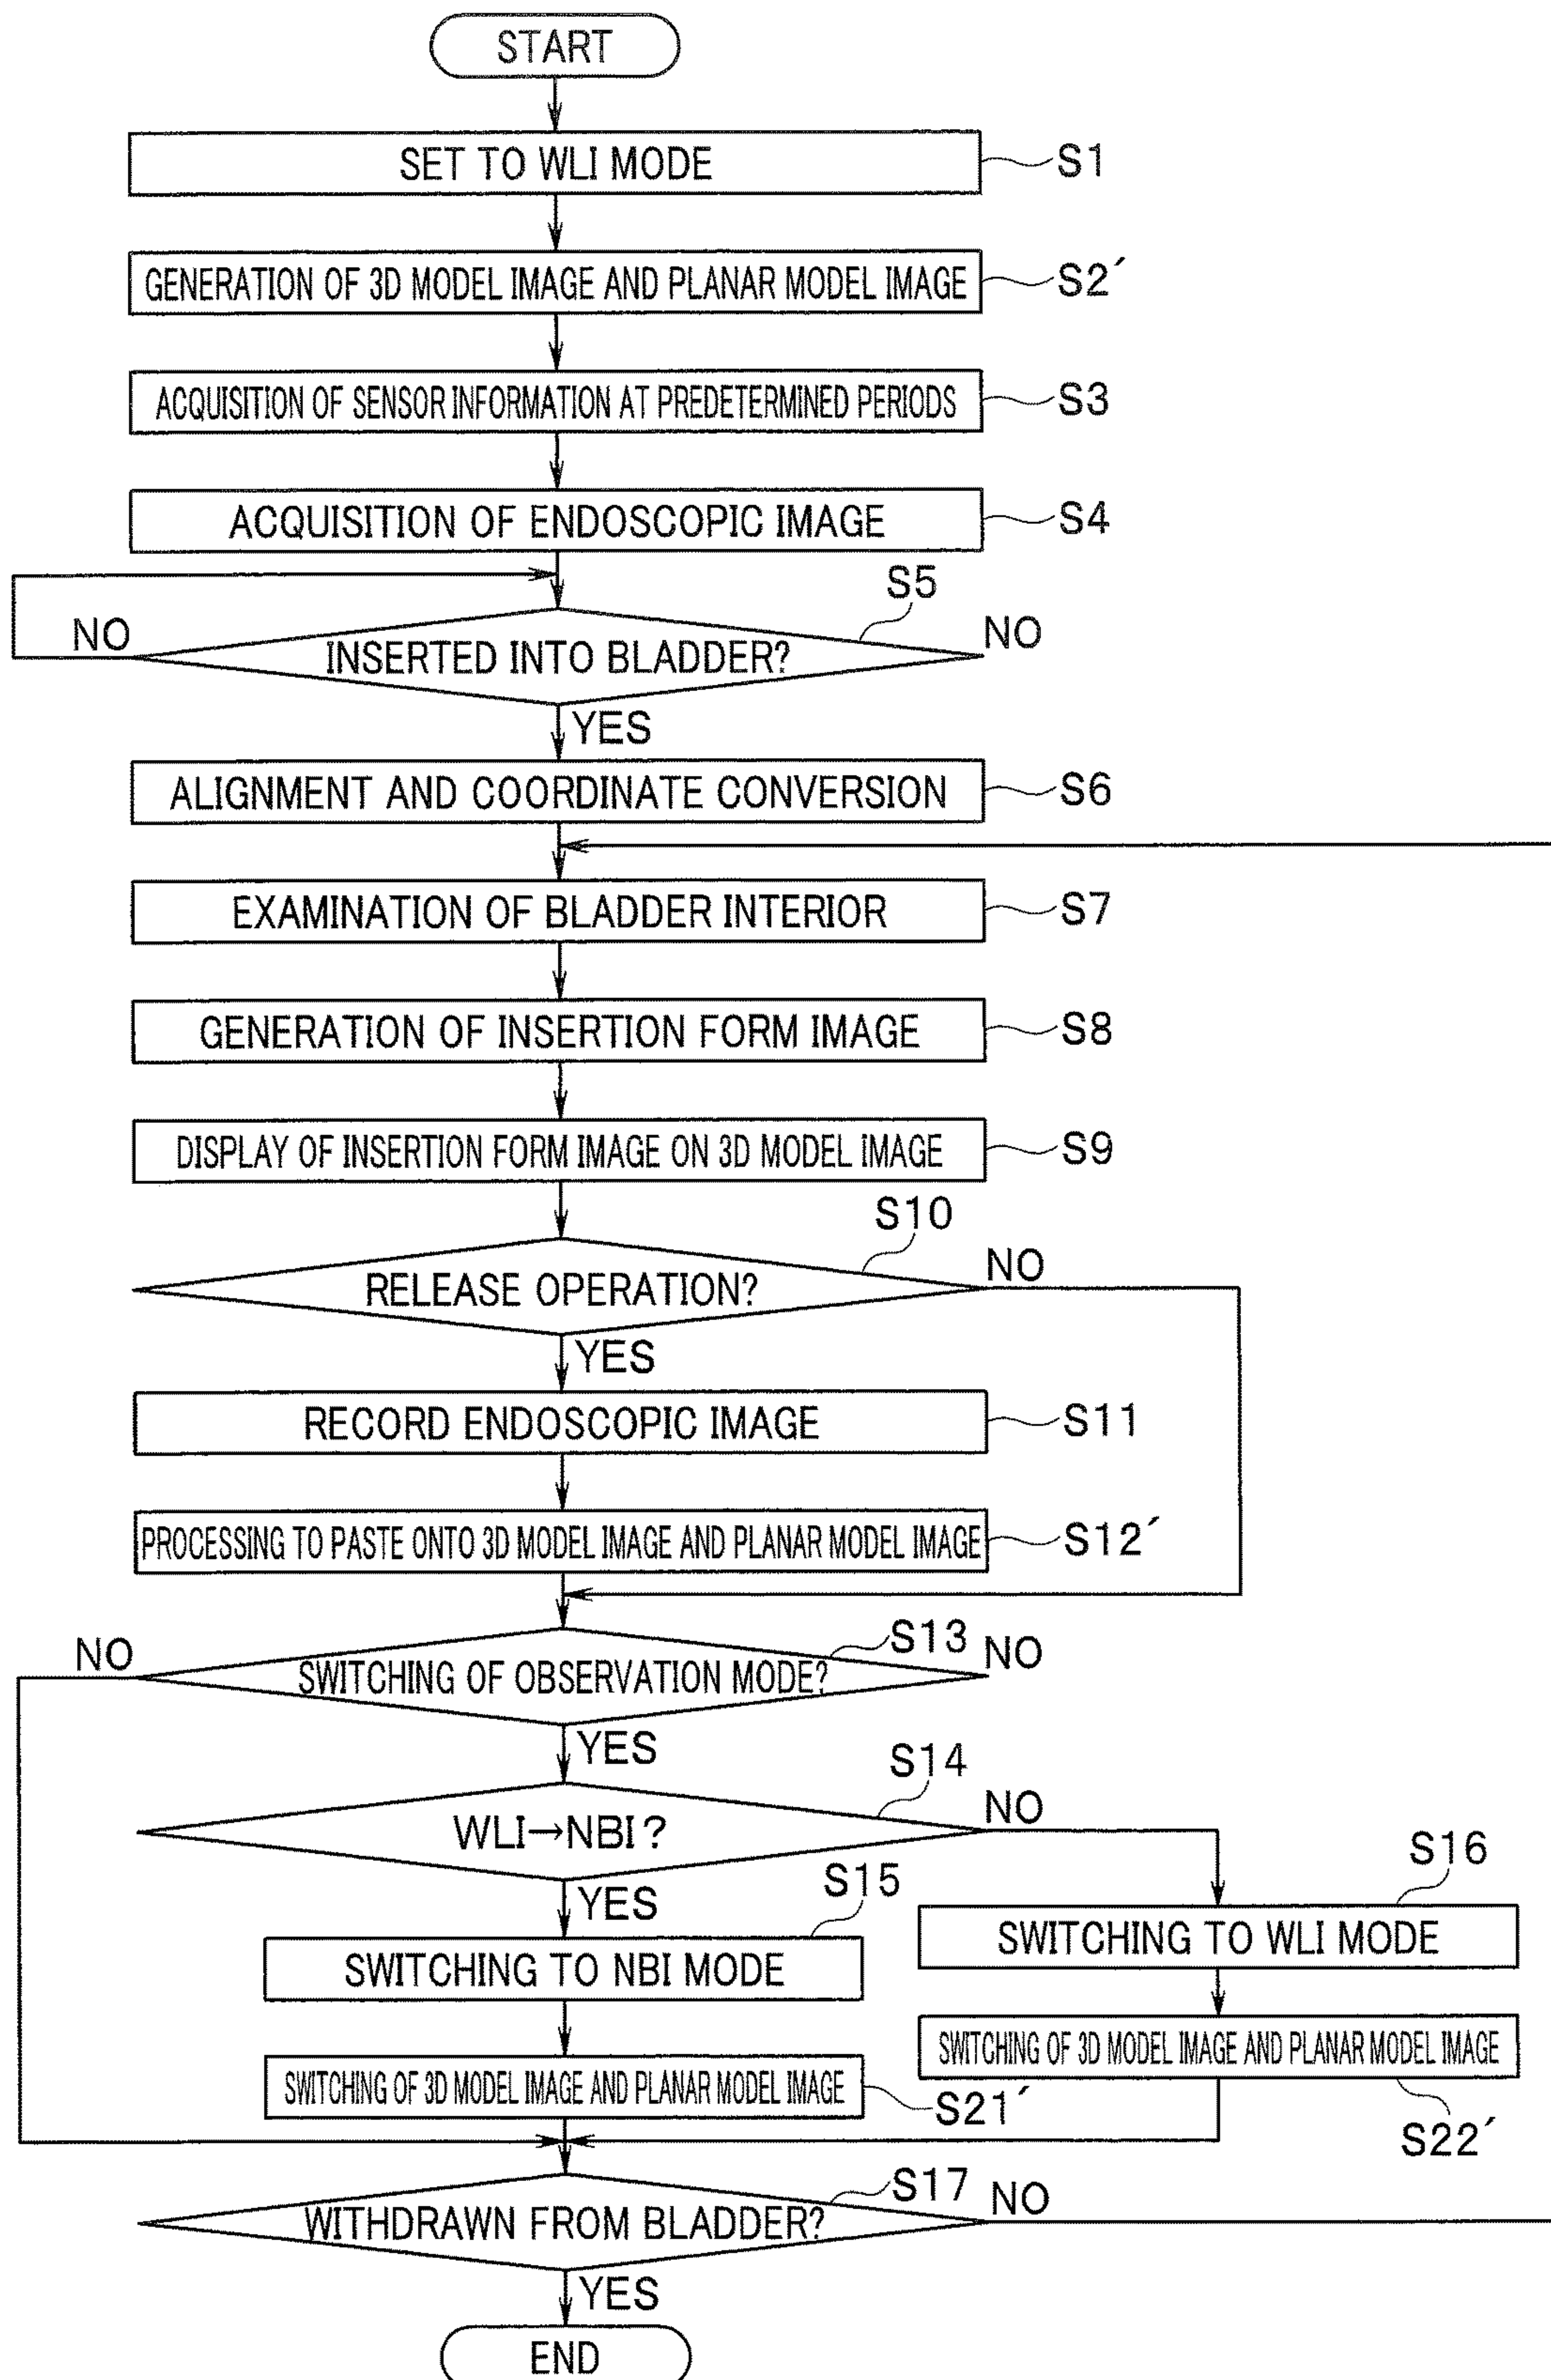 START
SET TO WLI MODE
S1
GENERATION OF 3D MODEL IMAGE AND PLANAR MODEL IMAGE
S2´
ACQUISITION OF SENSOR INFORMATION AT PREDETERMINED PERIODS
S3
ACQUISITION OF ENDOSCOPIC IMAGE
S4
S5
NO
INSERTED INTO BLADDER?
NO
YES
ALIGNMENT AND COORDINATE CONVERSION
S6
EXAMINATION OF BLADDER INTERIOR
S7
GENERATION OF INSERTION FORM IMAGE
S8
DISPLAY OF INSERTION FORM IMAGE ON 3D MODEL IMAGE
S9
S10
RELEASE OPERATION?
NO
YES
RECORD ENDOSCOPIC IMAGE
S11
PROCESSING TO PASTE ONTO 3D MODEL IMAGE AND PLANAR MODEL IMAGE
S12´
S13
NO
SWITCHING OF OBSERVATION MODE?
NO
YES
S14
WLI→NBI?
NO
YES
S15
S16
SWITCHING TO NBI MODE
SWITCHING TO WLI MODE
SWITCHING OF 3D MODEL IMAGE AND PLANAR MODEL IMAGE
S21´
SWITCHING OF 3D MODEL IMAGE AND PLANAR MODEL IMAGE
S22´
S17
WITHDRAWN FROM BLADDER?
NO
YES
END